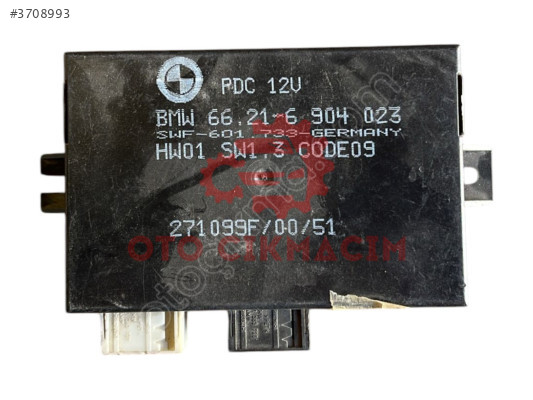 #3708993
PDC 12V
BMW 66.21-6 904 023
SWF-601.733-GERMANY
HW01 SW1.3 CODE09
271099F/00/51
OTO ÇIKMACIM